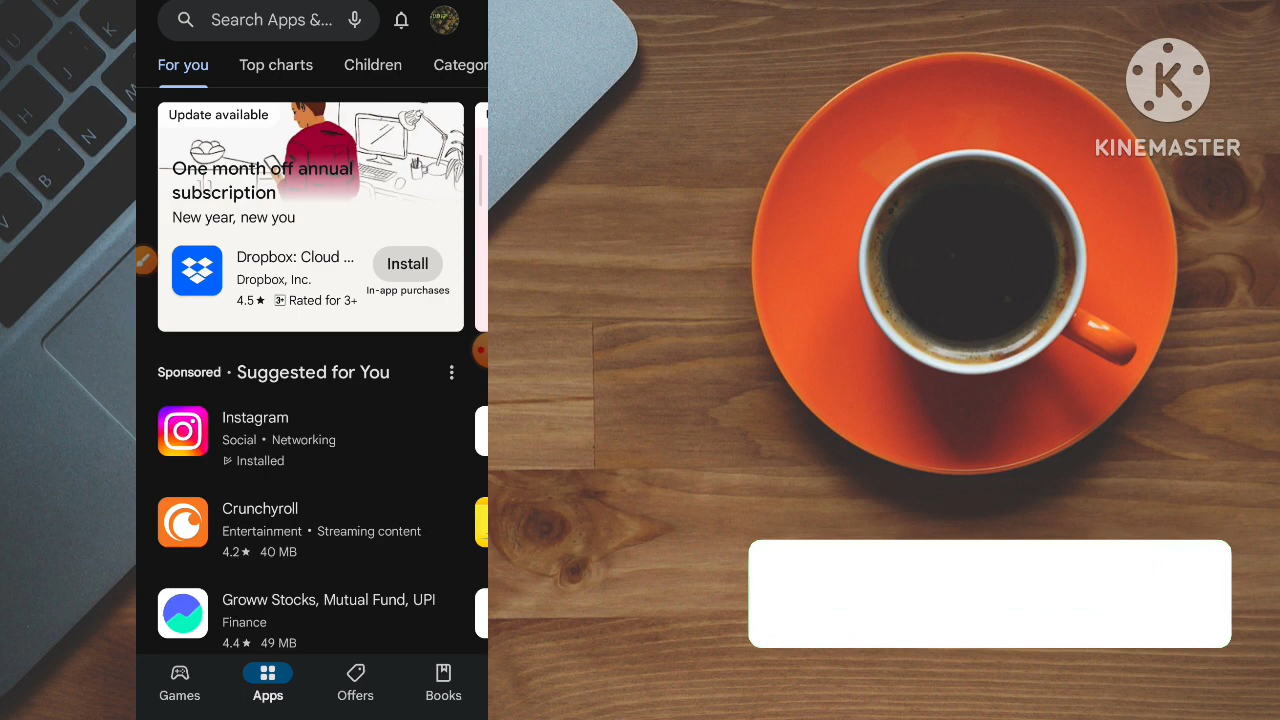 Search Apps &...
For you
Top charts
Children
Categor
Update available
One month off annual
subscription
New year, new you
Dropbox: Cloud ...
Install
Dropbox, Inc.
In-app purchases
4.5★ 3+ Rated for 3+
Sponsored • Suggested for You
Instagram
Social • Networking
Installed
Crunchyroll
Entertainment • Streaming content
4.2★ 40 MB
Groww Stocks, Mutual Fund, UPI
Finance
4.4★ 49 MB
Games
Apps
Offers
Books
K
KINEMASTER
U
J
K
M
N
B
V